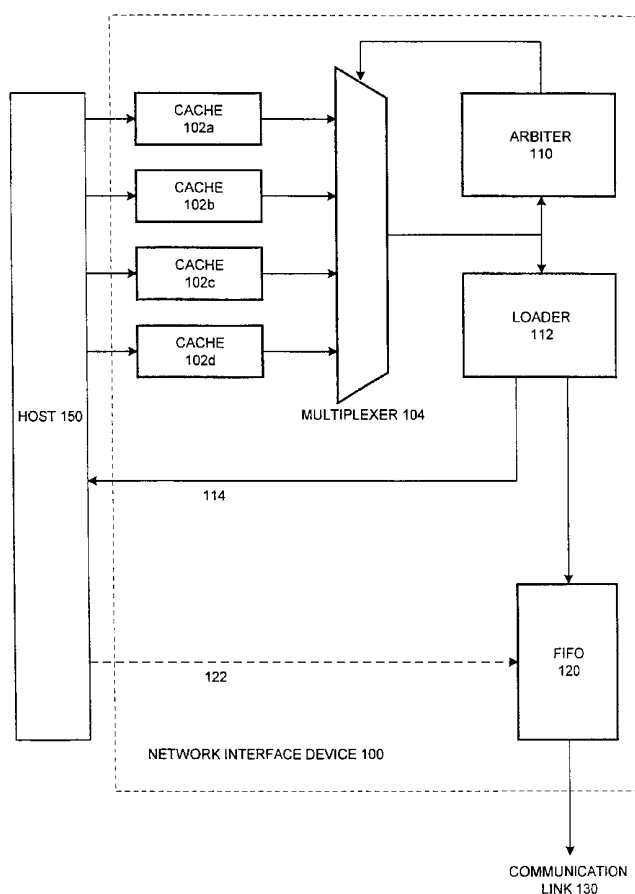 CACHE
102a
CACHE
102b
CACHE
102c
CACHE
102d
ARBITER
110
LOADER
112
HOST 150
MULTIPLEXER 104
114
122
FIFO
120
NETWORK INTERFACE DEVICE 100
COMMUNICATION
LINK 130